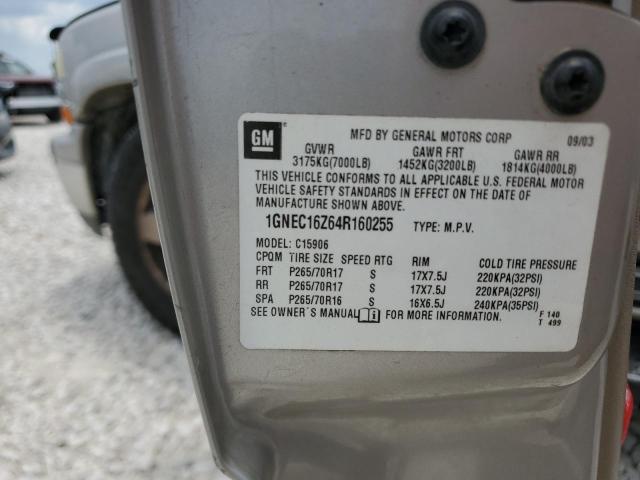 GM MFD BY GENERAL MOTORS CORP 09/03
GVWR GAWR FRT GAWR RR
3175KG(7000LB) 1452KG(3200LB) 1814KG(4000LB)
THIS VEHICLE CONFORMS TO ALL APPLICABLE U.S. FEDERAL MOTOR
VEHICLE SAFETY STANDARDS IN EFFECT ON THE DATE OF
MANUFACTURE SHOWN ABOVE.
1GNEC16Z64R160255 TYPE: M.P.V.
MODEL: C15906
CPQM TIRE SIZE SPEED RTG RIM COLD TIRE PRESSURE
FRT P265/70R17 S 17X7.5J 220KPA(32PSI)
RR P265/70R17 S 17X7.5J 220KPA(32PSI)
SPA P265/70R16 S 16X6.5J 240KPA(35PSI)
SEE OWNER'S MANUAL i FOR MORE INFORMATION. F 140
T 499